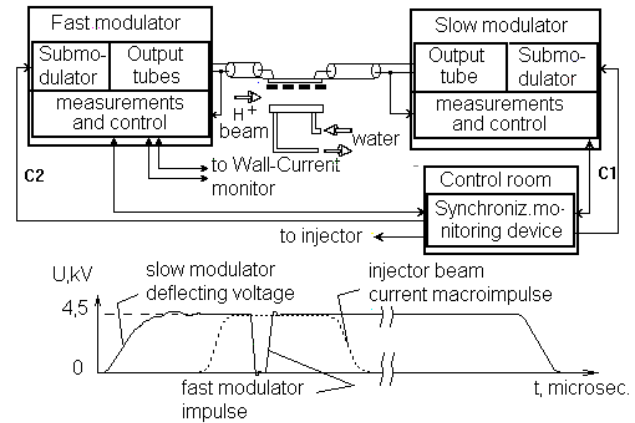 Fast modulator
Submo-
dulator
Output
tubes
measurements
and control
Slow modulator
Output
tube
Submo-
dulator
measurements
and control
H+
beam
water
to Wall-Current
monitor
C2
C1
Control room
Synchroniz.mo-
nitoring device
to injector
U,kV
4,5
0
slow modulator
deflecting voltage
injector beam
current macroimpulse
fast modulator
impulse
t, microsec.